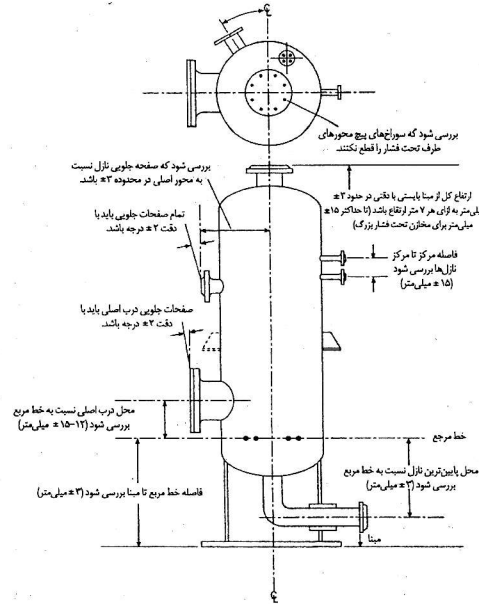 ℄
بررسی شود که سوراخ‌های پیچ محورهای
طرف تحت فشار را قطع نکنند.
بررسی شود که صفحه جلویی نازل نسبت
به محور اصلی در محدوده ۳± باشد.
ارتفاع کل از مبنا بایستی با دقتی در حدود ۳±
میلی‌متر به ازای هر ۷ متر ارتفاع باشد (تا حداکثر ۱۵±
میلی‌متر برای مخازن تحت فشار بزرگ)
تمام صفحات جلویی باید با
دقت ۲± درجه باشد.
فاصله مرکز تا مرکز
نازل‌ها بررسی شود
(۱۵± میلی‌متر)
صفحات جلویی درب اصلی باید با
دقت ۲± درجه باشد.
محل درب اصلی نسبت به خط مربع
بررسی شود (۱۲-۱۵± میلی‌متر)
خط مرجع
محل پایین‌ترین نازل نسبت به خط مربع
بررسی شود (۳± میلی‌متر)
فاصله خط مربع تا مبنا بررسی شود (۳± میلی‌متر)
مبنا
℄